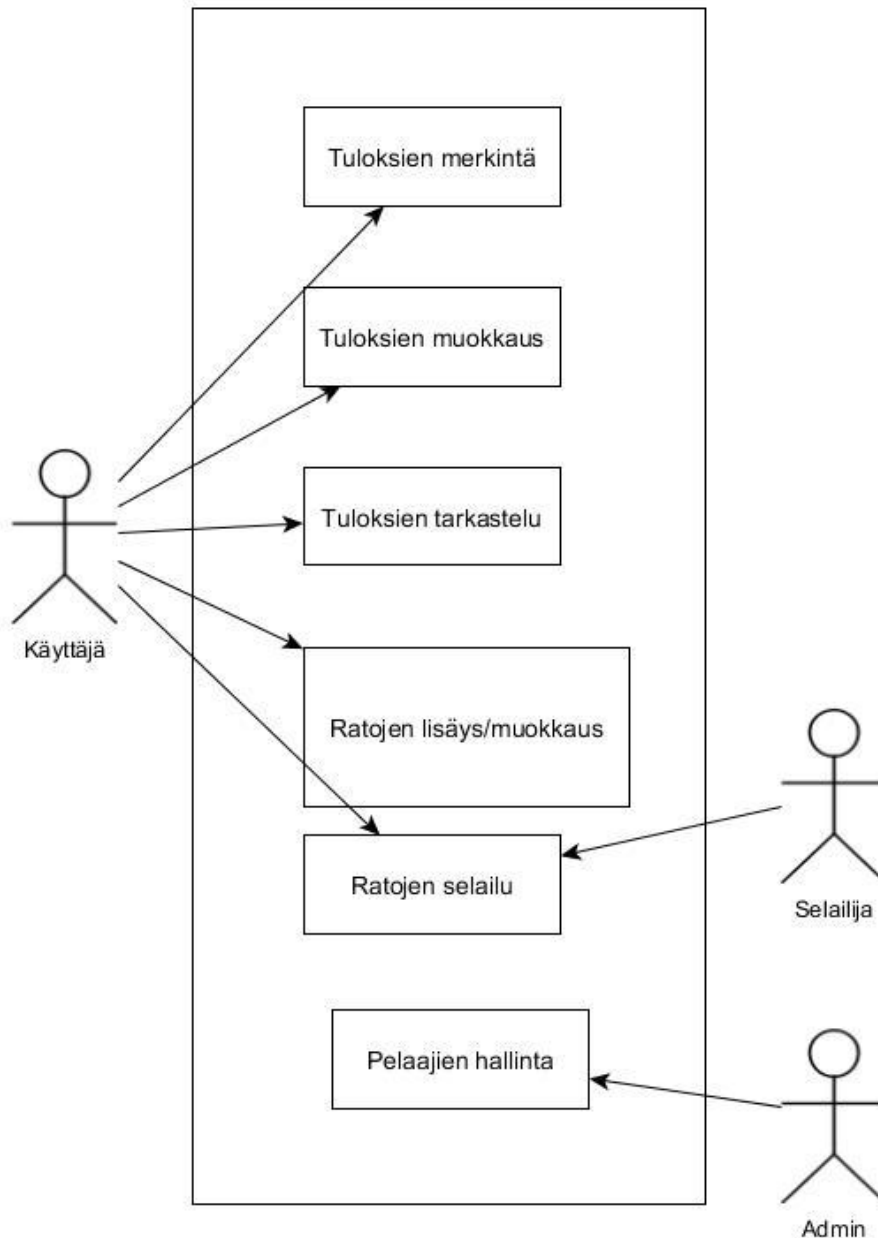 Tuloksien merkintä
Tuloksien muokkaus
Tuloksien tarkastelu
Käyttäjä
Ratojen lisäys/muokkaus
Ratojen selailu
Selailija
Pelaajien hallinta
Admin